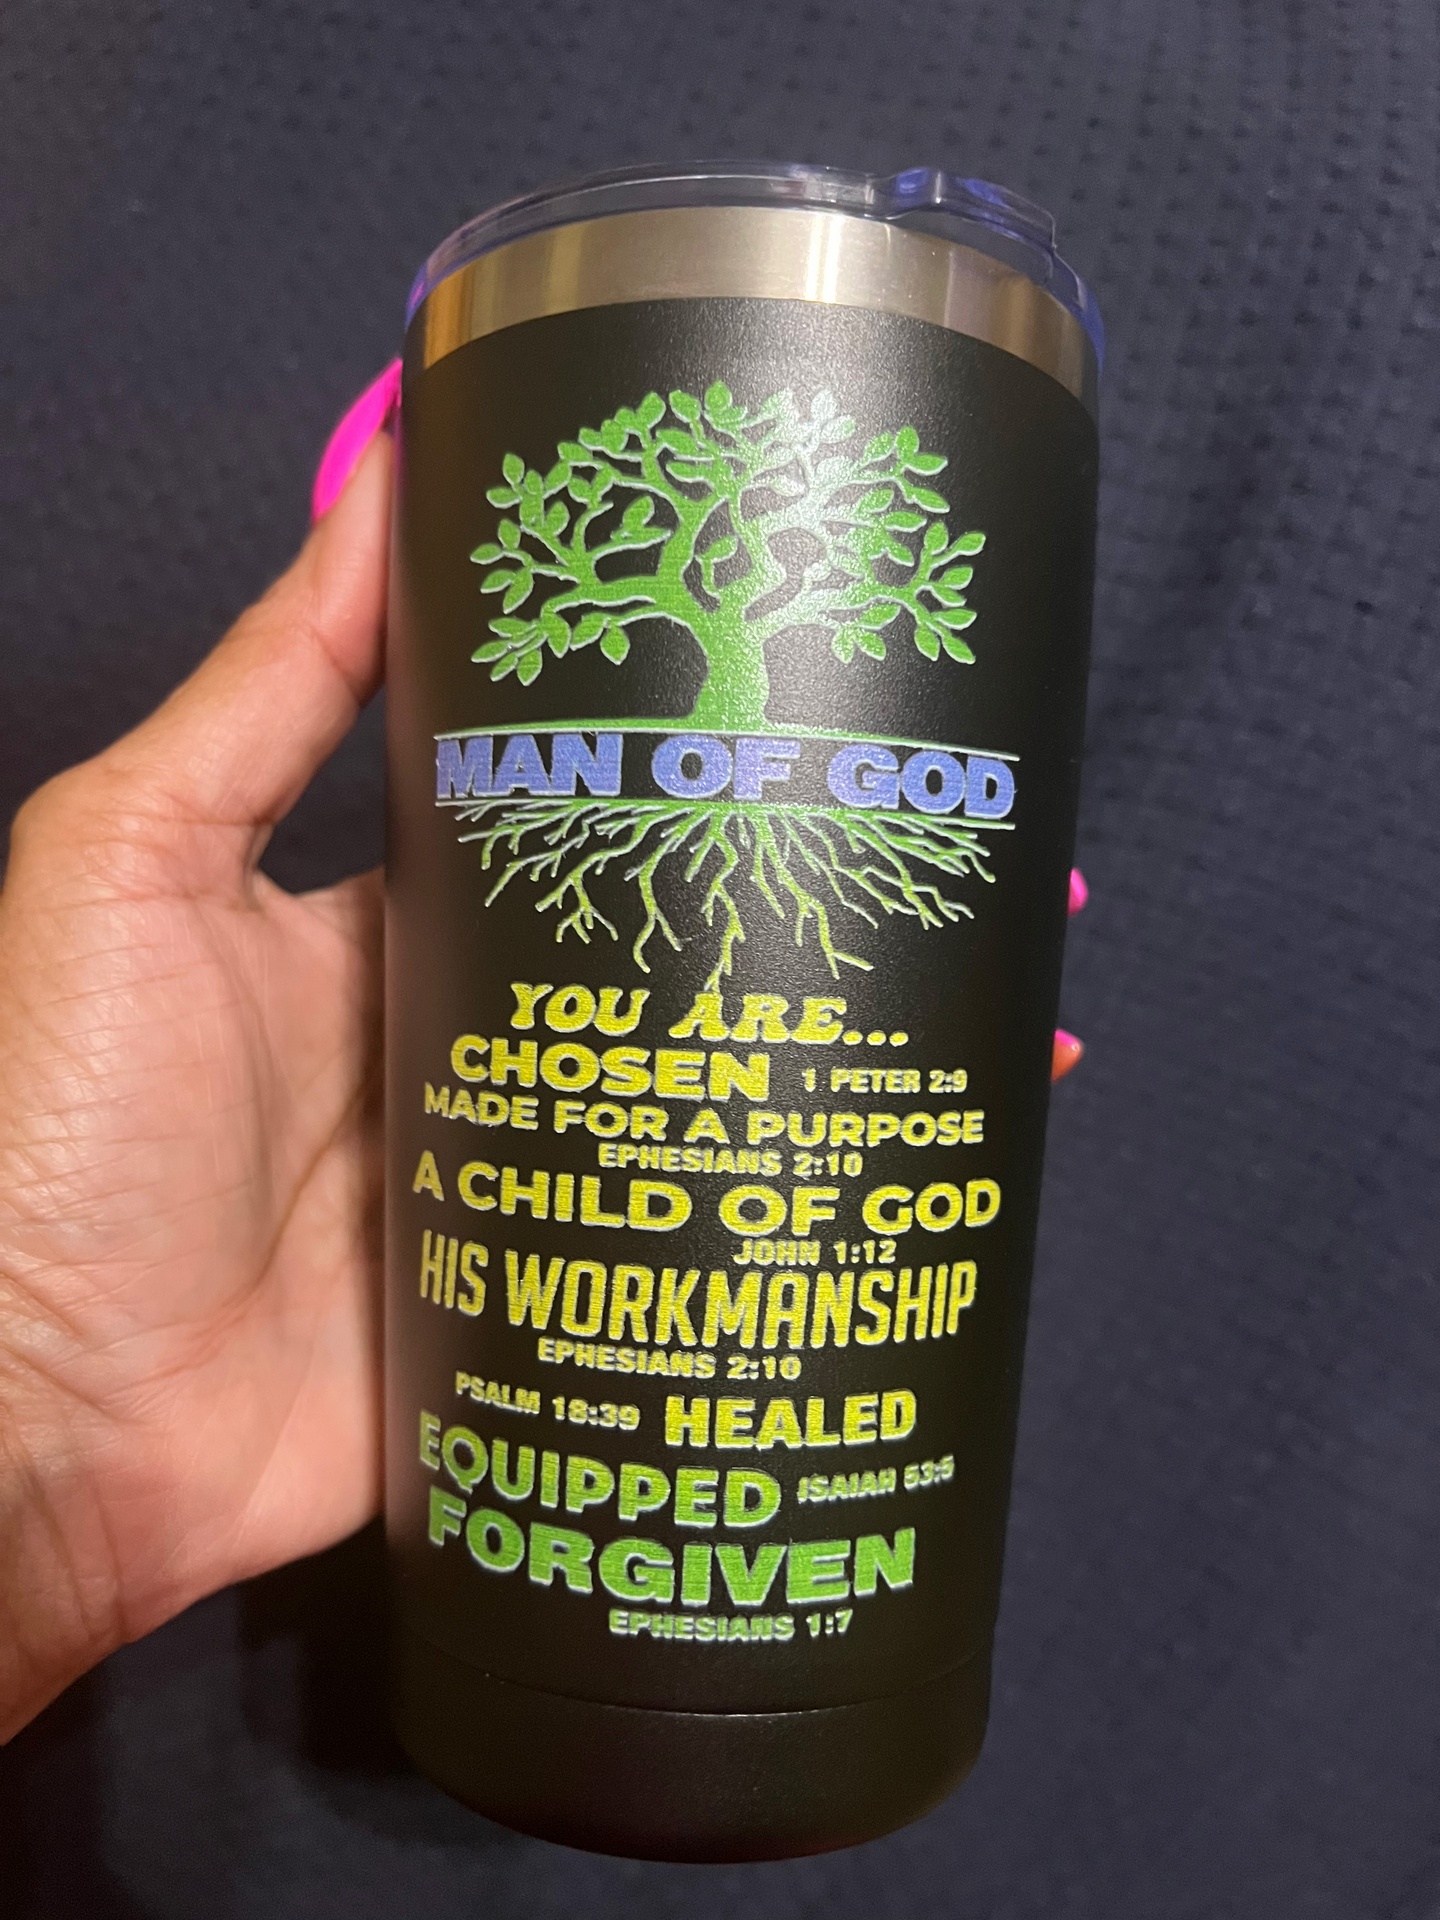 MAN OF GOD
YOU ARE...
CHOSEN 1 PETER 2:9
MADE FOR A PURPOSE
EPHESIANS 2:10
A CHILD OF GOD
JOHN 1:12
HIS WORKMANSHIP
EPHESIANS 2:10
PSALM 18:39 HEALED
EQUIPPED ISAIAH 53:5
FORGIVEN
EPHESIANS 1:7